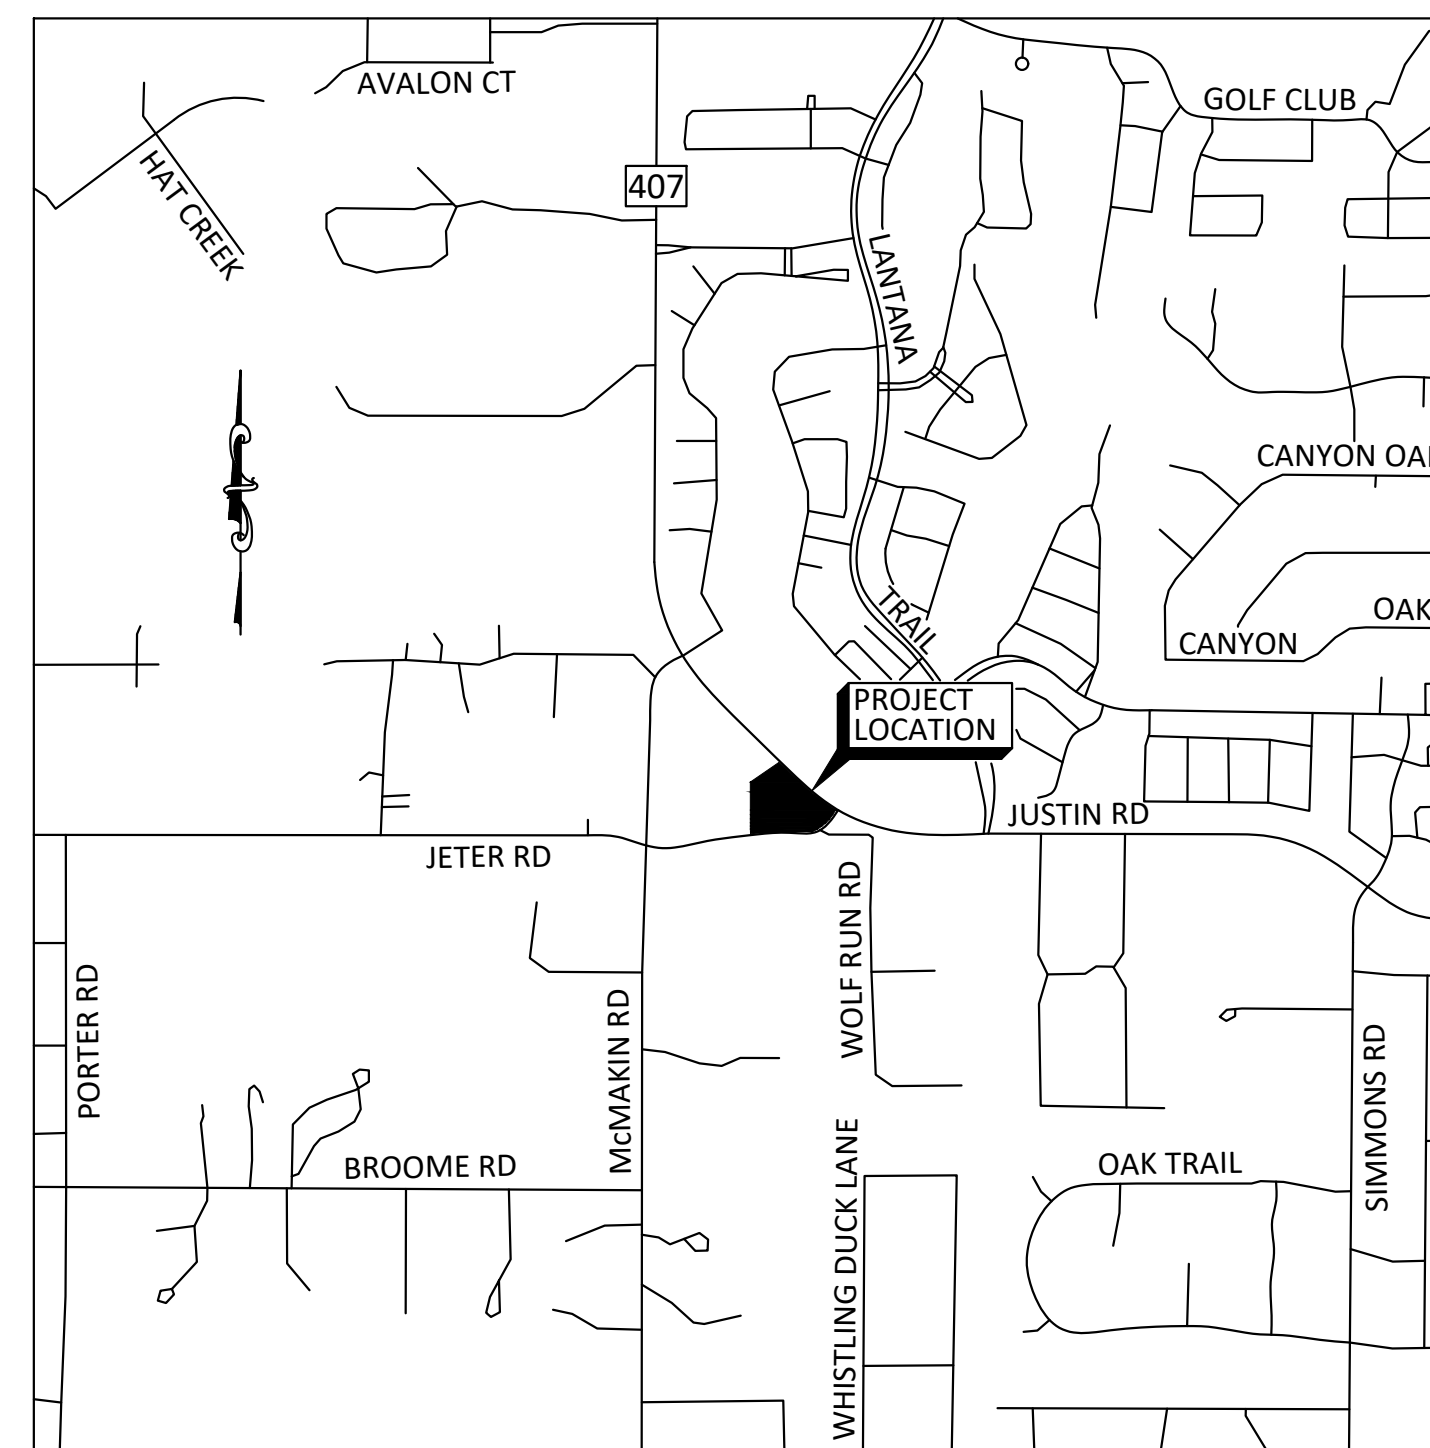 AVALON CT
GOLF CLUB
HAT CREEK
407
LANTANA
CANYON OA
OAK
TRAIL
CANYON
PROJECT
LOCATION
JUSTIN RD
JETER RD
WOLF RUN RD
PORTER RD
McMAKIN RD
SIMMONS RD
BROOME RD
WHISTLING DUCK LANE
OAK TRAIL